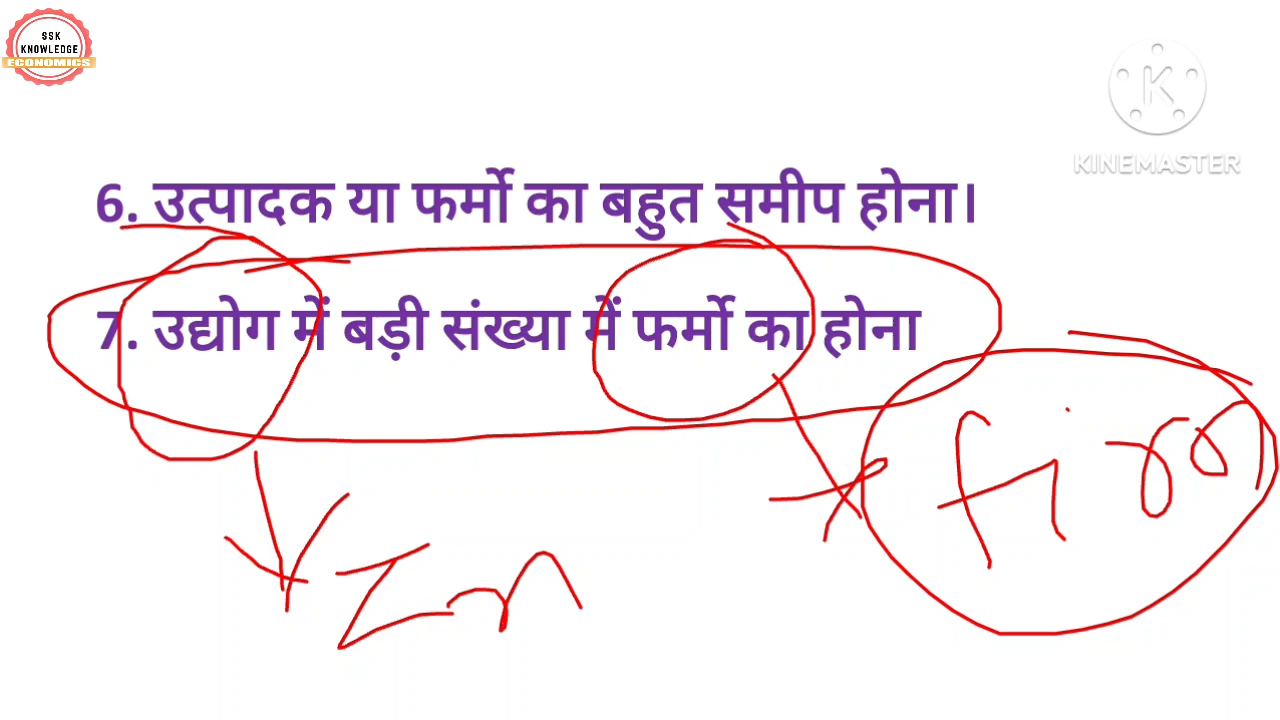 SSK
KNOWLEDGE
ECONOMICS
KINEMASTER
6. उत्पादक या फर्मो का बहुत समीप होना।
7. उद्योग में बड़ी संख्या में फर्मो का होना